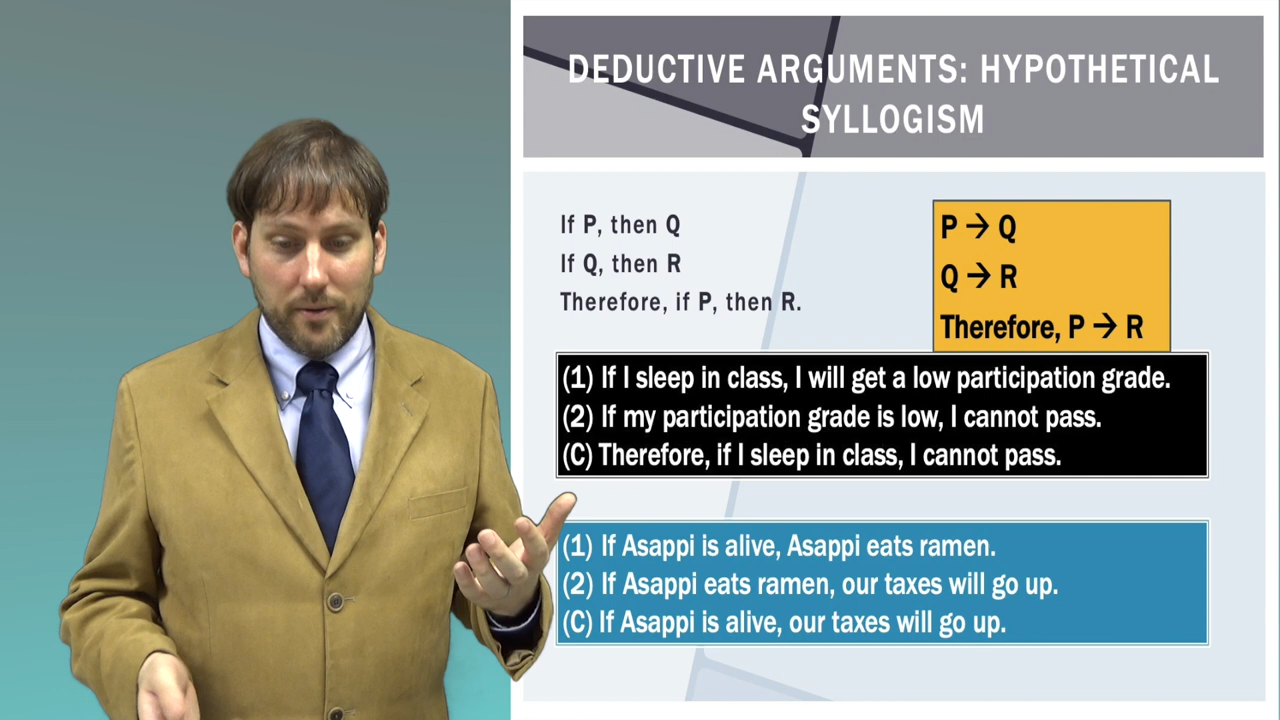 DEDUCTIVE ARGUMENTS: HYPOTHETICAL
SYLLOGISM
If P, then Q
If Q, then R
Therefore, if P, then R.
P → Q
Q → R
Therefore, P → R
(1) If I sleep in class, I will get a low participation grade.
(2) If my participation grade is low, I cannot pass.
(C) Therefore, if I sleep in class, I cannot pass.
(1) If Asappi is alive, Asappi eats ramen.
(2) If Asappi eats ramen, our taxes will go up.
(C) If Asappi is alive, our taxes will go up.